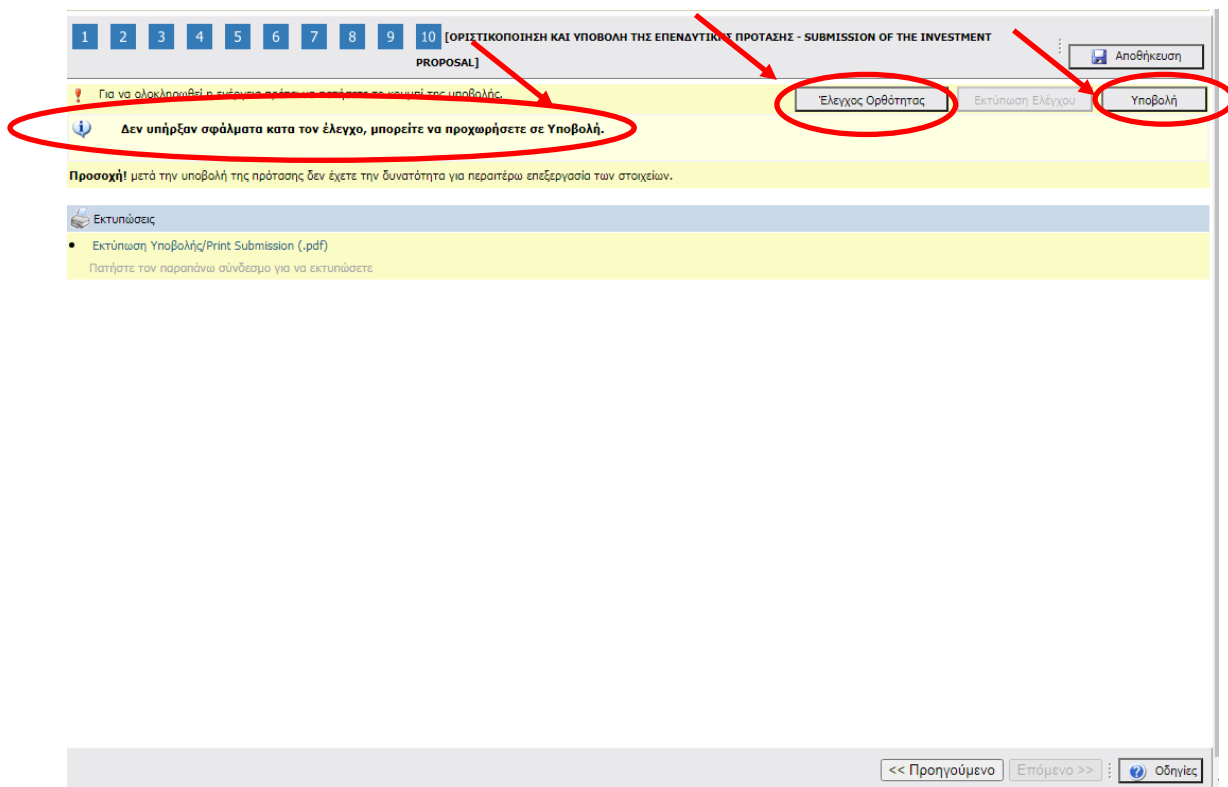 1 2 3 4 5 6 7 8 9 10 [ΟΡΙΣΤΙΚΟΠΟΙΗΣΗ ΚΑΙ ΥΠΟΒΟΛΗ ΤΗΣ ΕΠΕΝΔΥΤΙΚΗΣ ΠΡΟΤΑΣΗΣ - SUBMISSION OF THE INVESTMENT
PROPOSAL]
Αποθήκευση
Για να ολοκληρωθεί η ενέργεια πρέπει να πατήσετε το κουμπί της υποβολής.
Έλεγχος Ορθότητας Εκτύπωση Ελέγχου Υποβολή
Δεν υπήρξαν σφάλματα κατα τον έλεγχο, μπορείτε να προχωρήσετε σε Υποβολή.
Προσοχή! μετά την υποβολή της πρότασης δεν έχετε την δυνατότητα για περαιτέρω επεξεργασία των στοιχείων.
Εκτυπώσεις
• Εκτύπωση Υποβολής/Print Submission (.pdf)
Πατήστε τον παραπάνω σύνδεσμο για να εκτυπώσετε
<< Προηγούμενο Επόμενο >> Οδηγίες